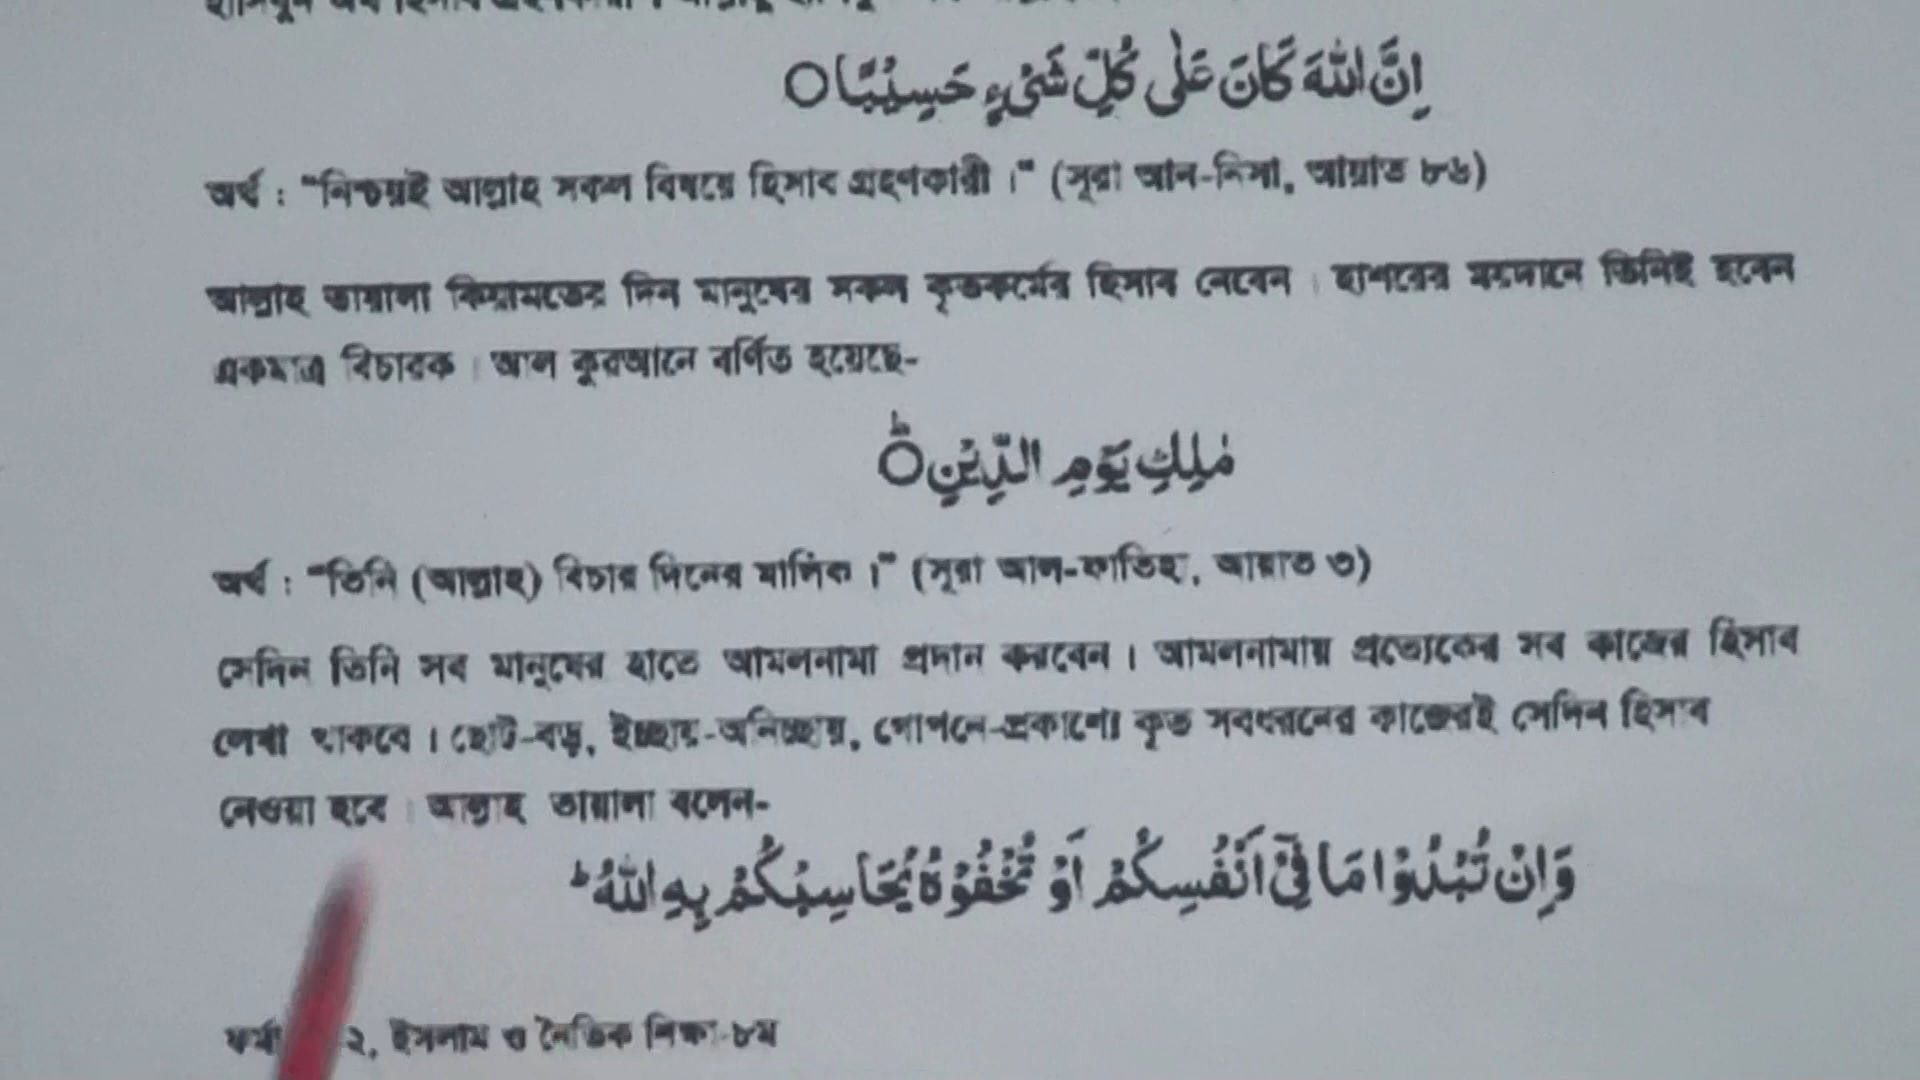 اِنَّ اللّٰهَ كَانَ عَلٰى كُلِّ شَىْءٍ حَسِيْبًا ○
অর্থ : "নিশ্চয়ই আল্লাহ সকল বিষয়ে হিসাব গ্রহণকারী ।" (সূরা আন-নিসা, আয়াত ৮৬)
আল্লাহ তায়ালা কিয়ামতের দিন মানুষের সকল কৃতকর্মের হিসাব নেবেন । হাশরের ময়দানে তিনিই হবেন
একমাত্র বিচারক । আল কুরআনে বর্ণিত হয়েছে-
مٰلِكِ يَوْمِ الدِّيْنِ ○ؕ
অর্থ : "তিনি (আল্লাহ) বিচার দিনের মালিক ।" (সূরা আল-ফাতিহা, আয়াত ৩)
সেদিন তিনি সব মানুষের হাতে আমলনামা প্রদান করবেন । আমলনামায় প্রত্যেকের সব কাজের হিসাব
লেখা থাকবে । ছোট-বড়, ইচ্ছায়-অনিচ্ছায়, গোপনে-প্রকাশ্যে কৃত সবধরনের কাজেরই সেদিন হিসাব
নেওয়া হবে । আল্লাহ তায়ালা বলেন-
وَاِنْ تُبْدُوْا مَا فِىْٓ اَنْفُسِكُمْ اَوْ تُخْفُوْهُ يُحَاسِبْكُمْ بِهِ اللّٰهُ ؕ
২, ইসলাম ও নৈতিক শিক্ষা-৮ম